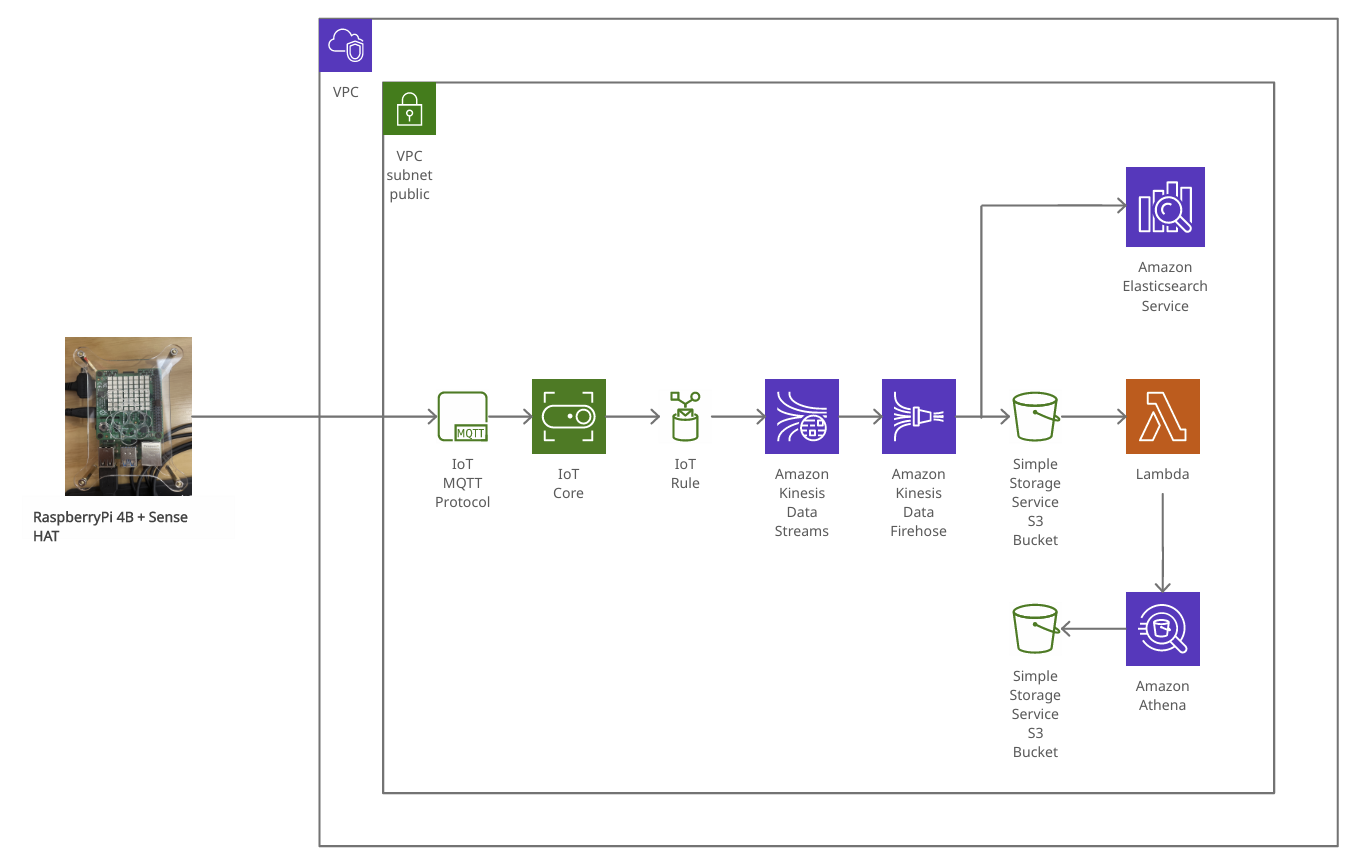 VPC
VPC
subnet
public
Amazon
Elasticsearch
Service
RaspberryPi 4B + Sense
HAT
MQTT
IoT
MQTT
Protocol
IoT
Core
IoT
Rule
Amazon
Kinesis
Data
Streams
Amazon
Kinesis
Data
Firehose
Simple
Storage
Service
S3
Bucket
Lambda
Simple
Storage
Service
S3
Bucket
Amazon
Athena